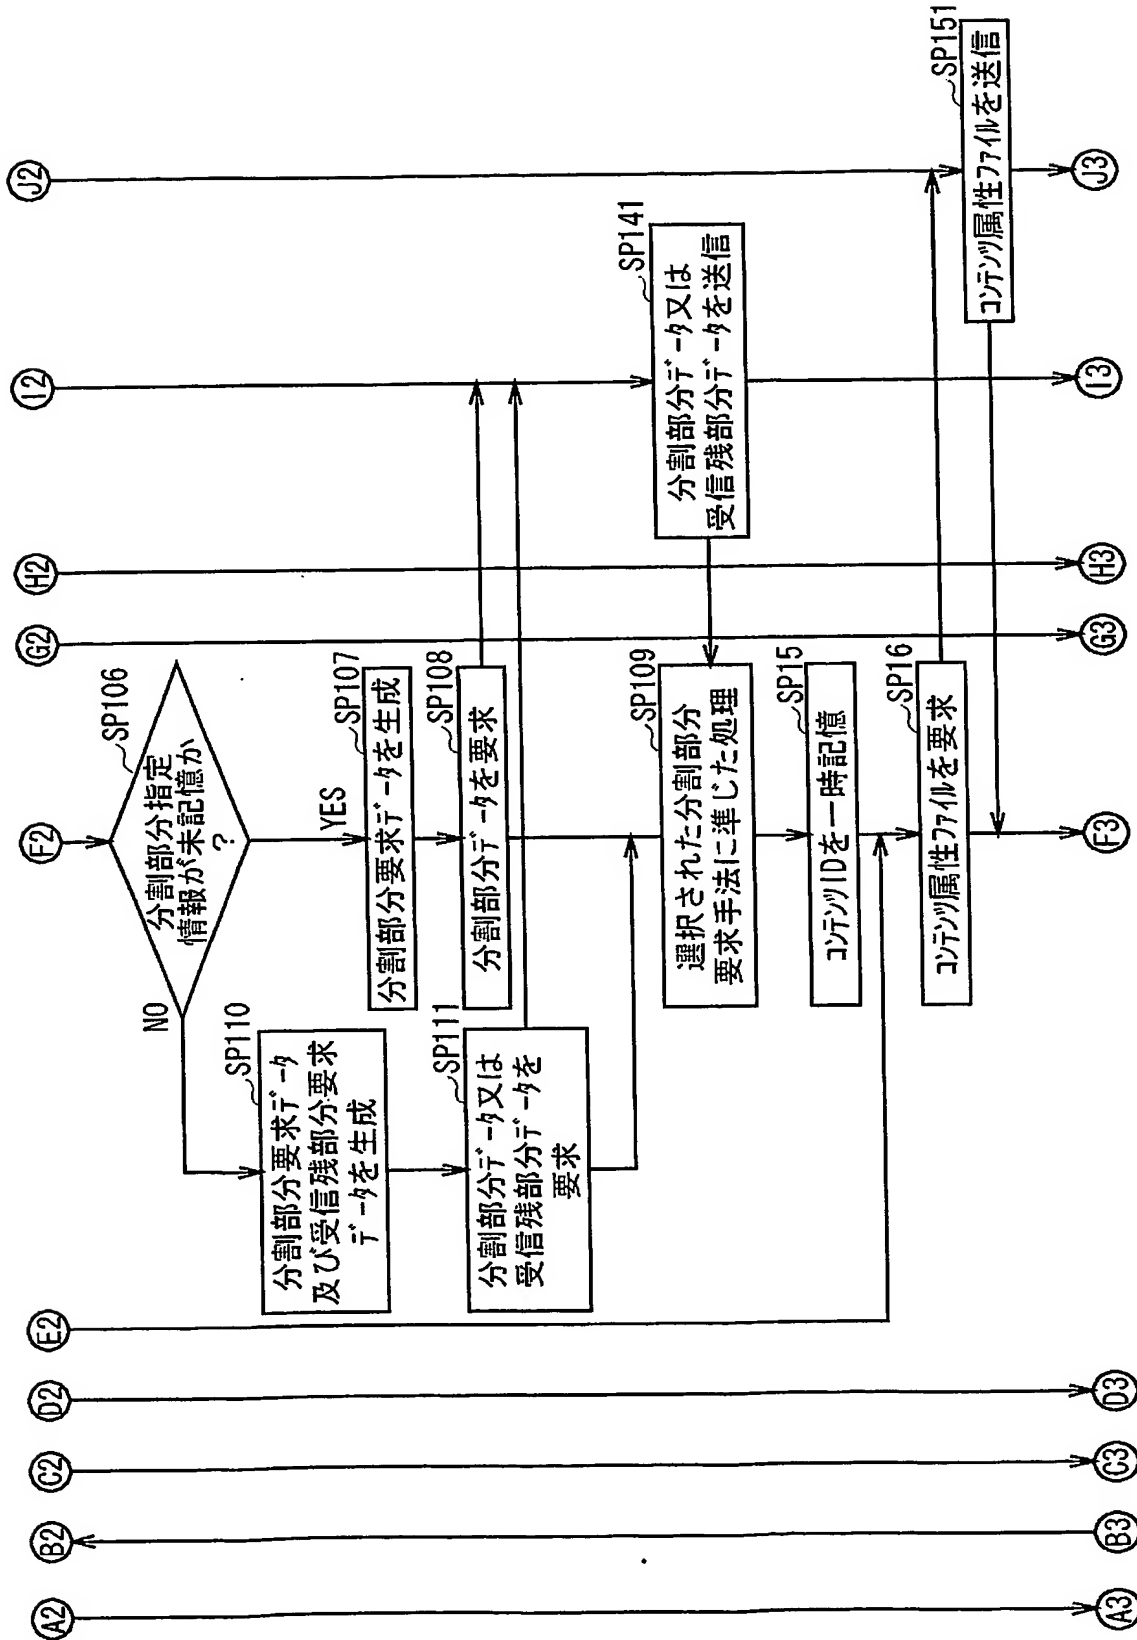 A2
B2
C2
D2
E2
F2
G2
H2
I2
J2
SP106
分割部分指定
情報が未記憶か
?
NO
YES
SP110
分割部分要求データ
及び受信残部分要求
データを生成
SP107
分割部分要求データを生成
SP111
分割部分データ又は
受信残部分データを
要求
SP108
分割部分データを要求
SP141
分割部分データ又は
受信残部分データを送信
SP109
選択された分割部分
要求手法に準じた処理
SP15
コンテンツIDを一時記憶
SP16
コンテンツ属性ファイルを要求
SP151
コンテンツ属性ファイルを送信
A3
B3
C3
D3
F3
G3
H3
I3
J3